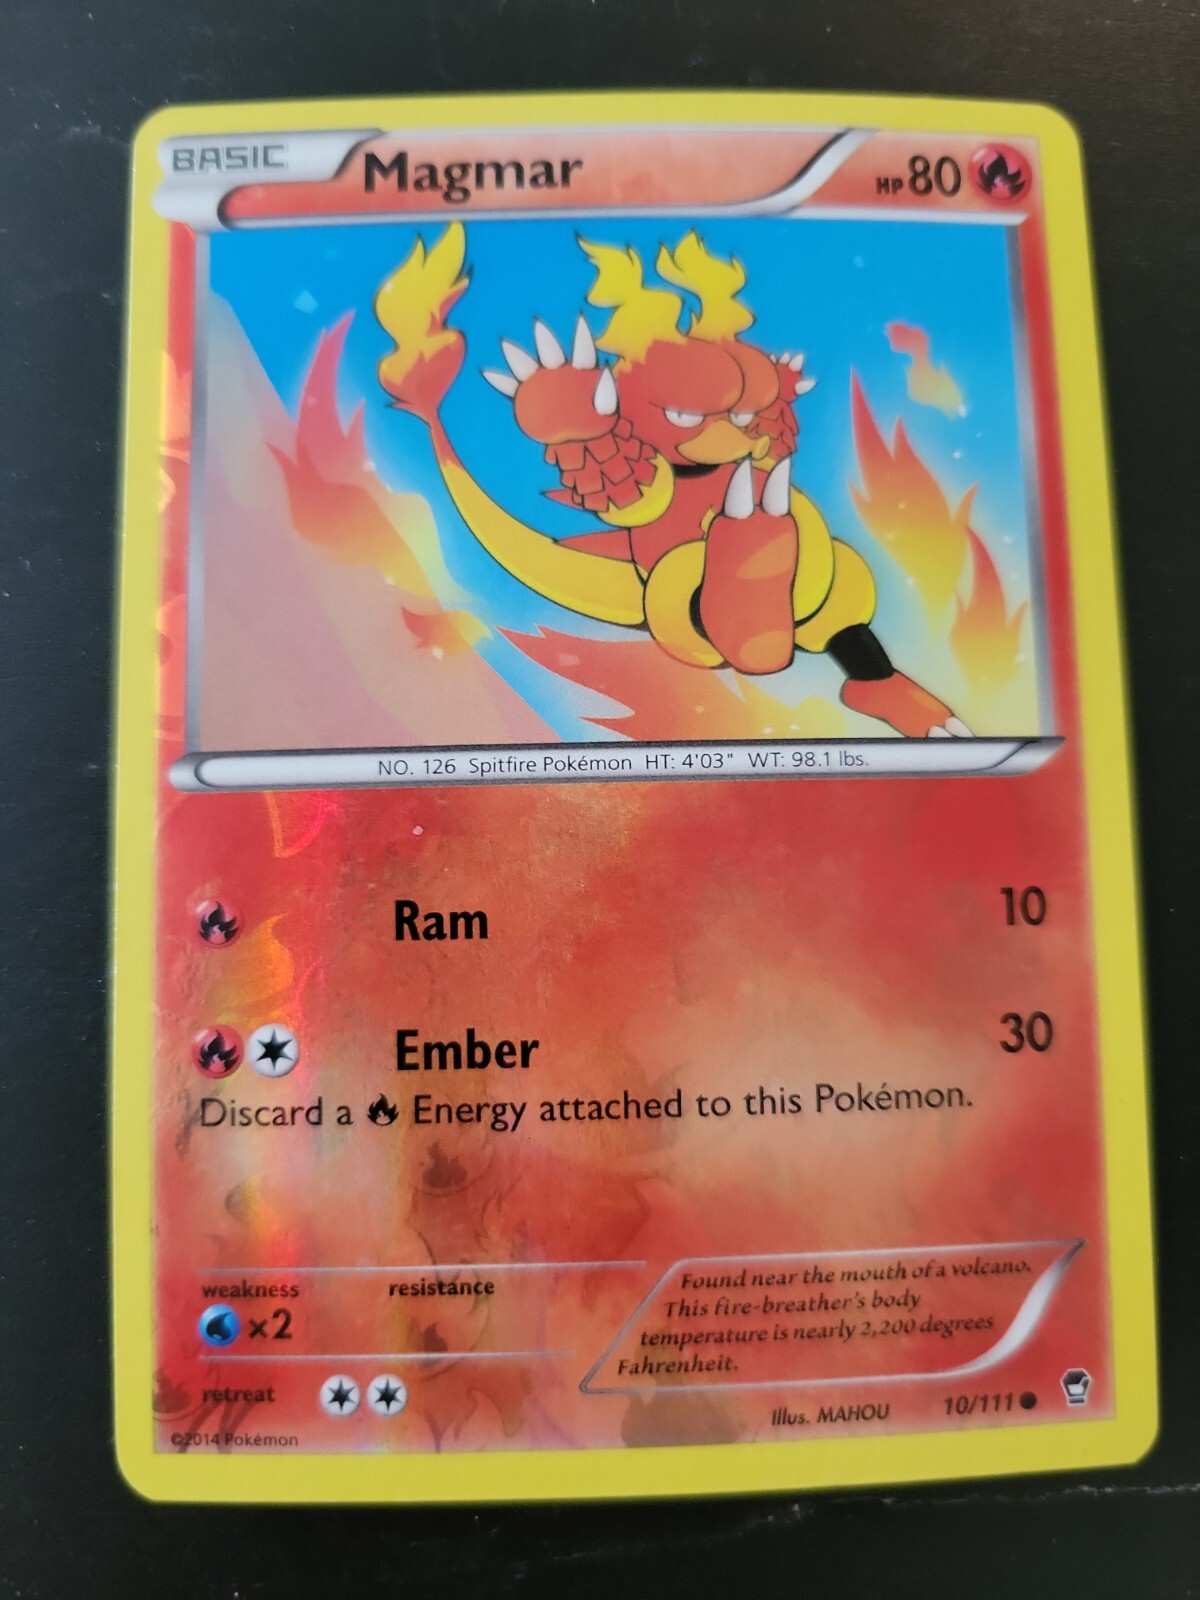 BASIC Magmar HP 80
NO. 126 Spitfire Pokémon HT: 4'03" WT: 98.1 lbs.
Ram 10
Ember 30
Discard a Energy attached to this Pokémon.
weakness resistance
×2
retreat
Found near the mouth of a volcano.
This fire-breather's body
temperature is nearly 2,200 degrees
Fahrenheit.
Illus. MAHOU 10/111
©2014 Pokémon